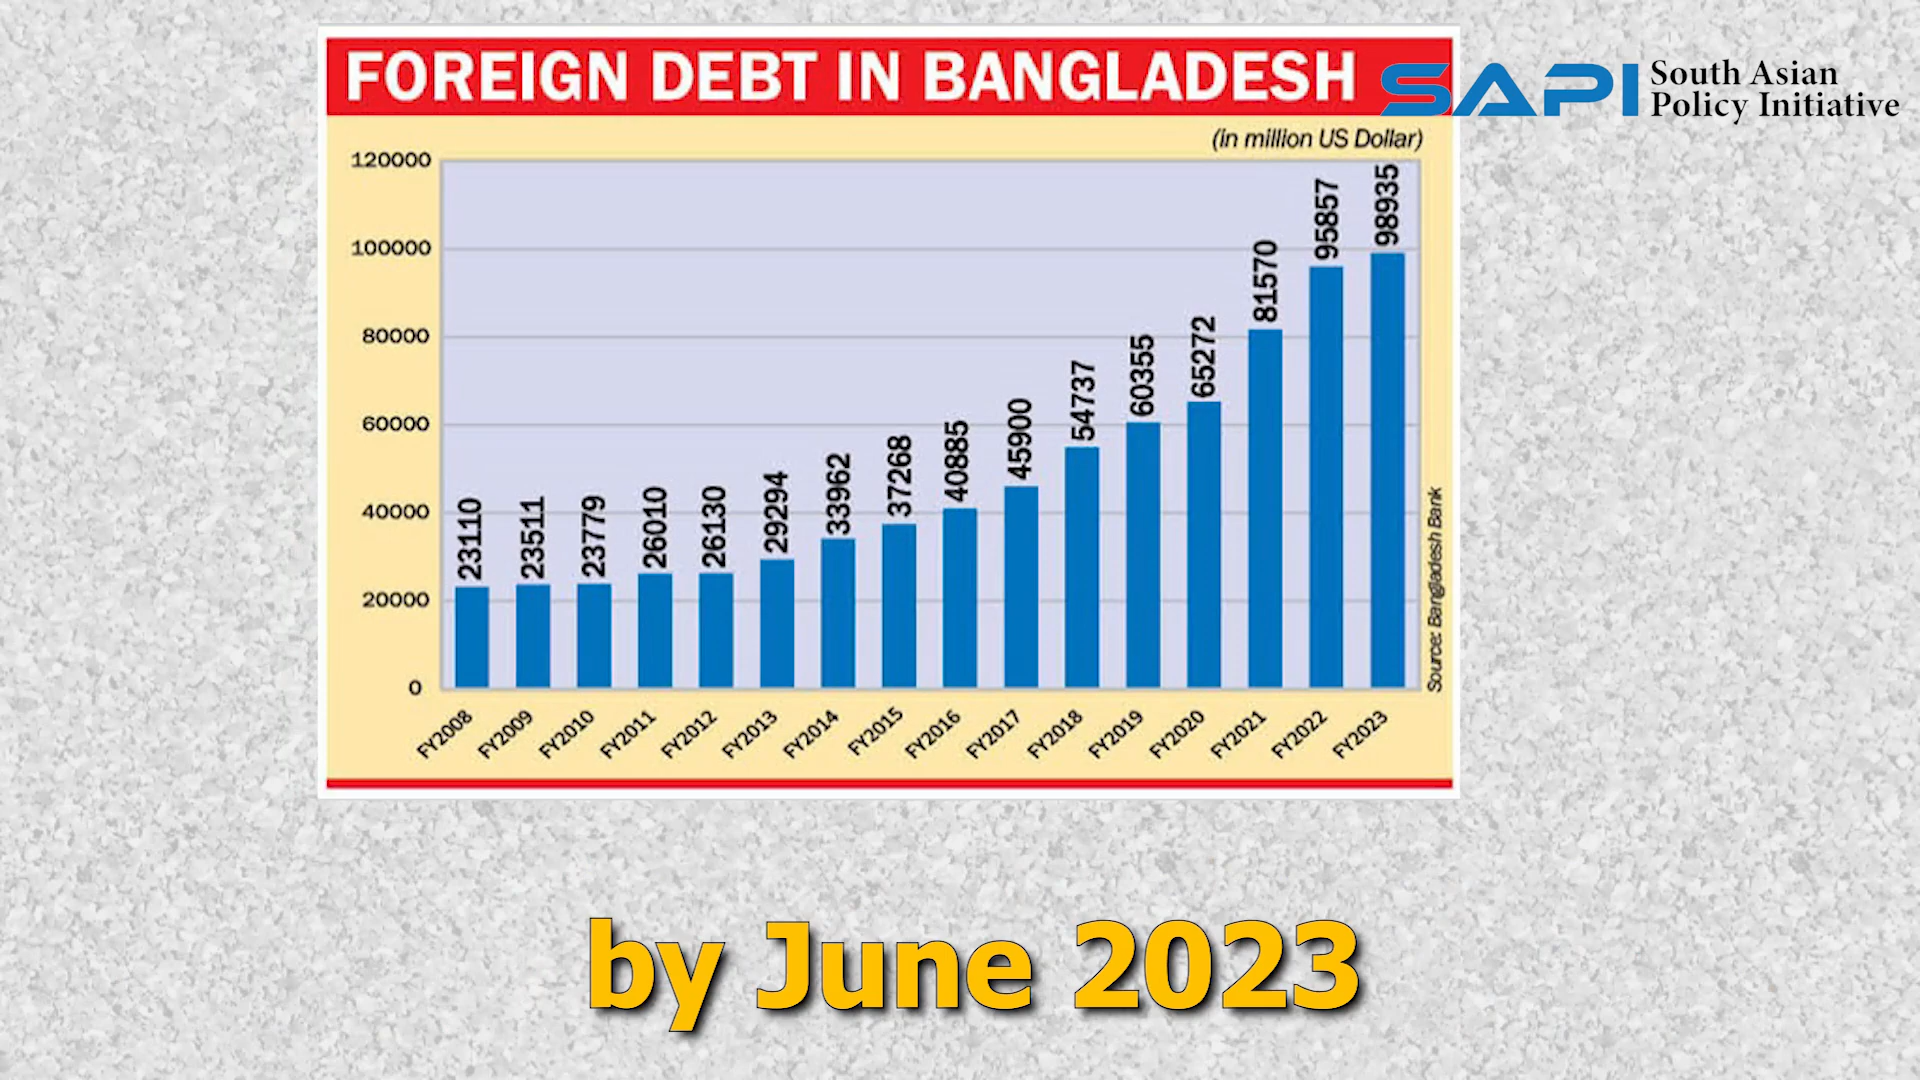 FOREIGN DEBT IN BANGLADESH
SAPI
South Asian
Policy Initiative
(in million US Dollar)
120000
100000
80000
60000
40000
20000
0
23110
23511
23779
26010
26130
29294
33962
37268
40885
45900
54737
60355
65272
81570
95857
98935
FY2008
FY2009
FY2010
FY2011
FY2012
FY2013
FY2014
FY2015
FY2016
FY2017
FY2018
FY2019
FY2020
FY2021
FY2022
FY2023
Source: Bangladesh Bank
by June 2023